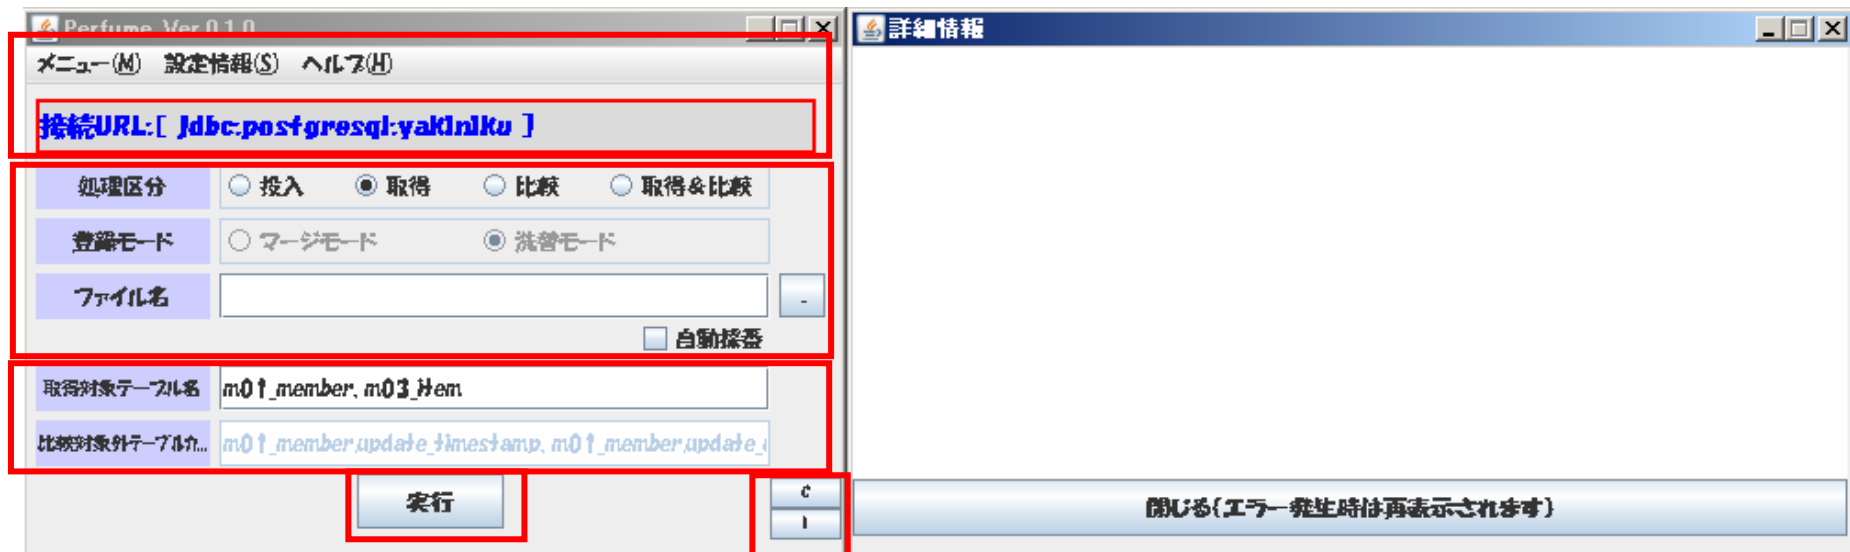 Perfume Ver 0.1.0
メニュー(M) 設定情報(S) ヘルプ(H)
接続URL:[ jdbc:postgresql:yakiniku ]
処理区分 投入 取得 比較 取得&比較
登録モード マージモード 洗替モード
ファイル名 -
自動採番
取得対象テーブル名 m01_member, m03_item
比較対象外テーブルカ... m01_member.update_timestamp, m01_member.update_
実行
c
i
詳細情報
閉じる(エラー発生時は再表示されます)